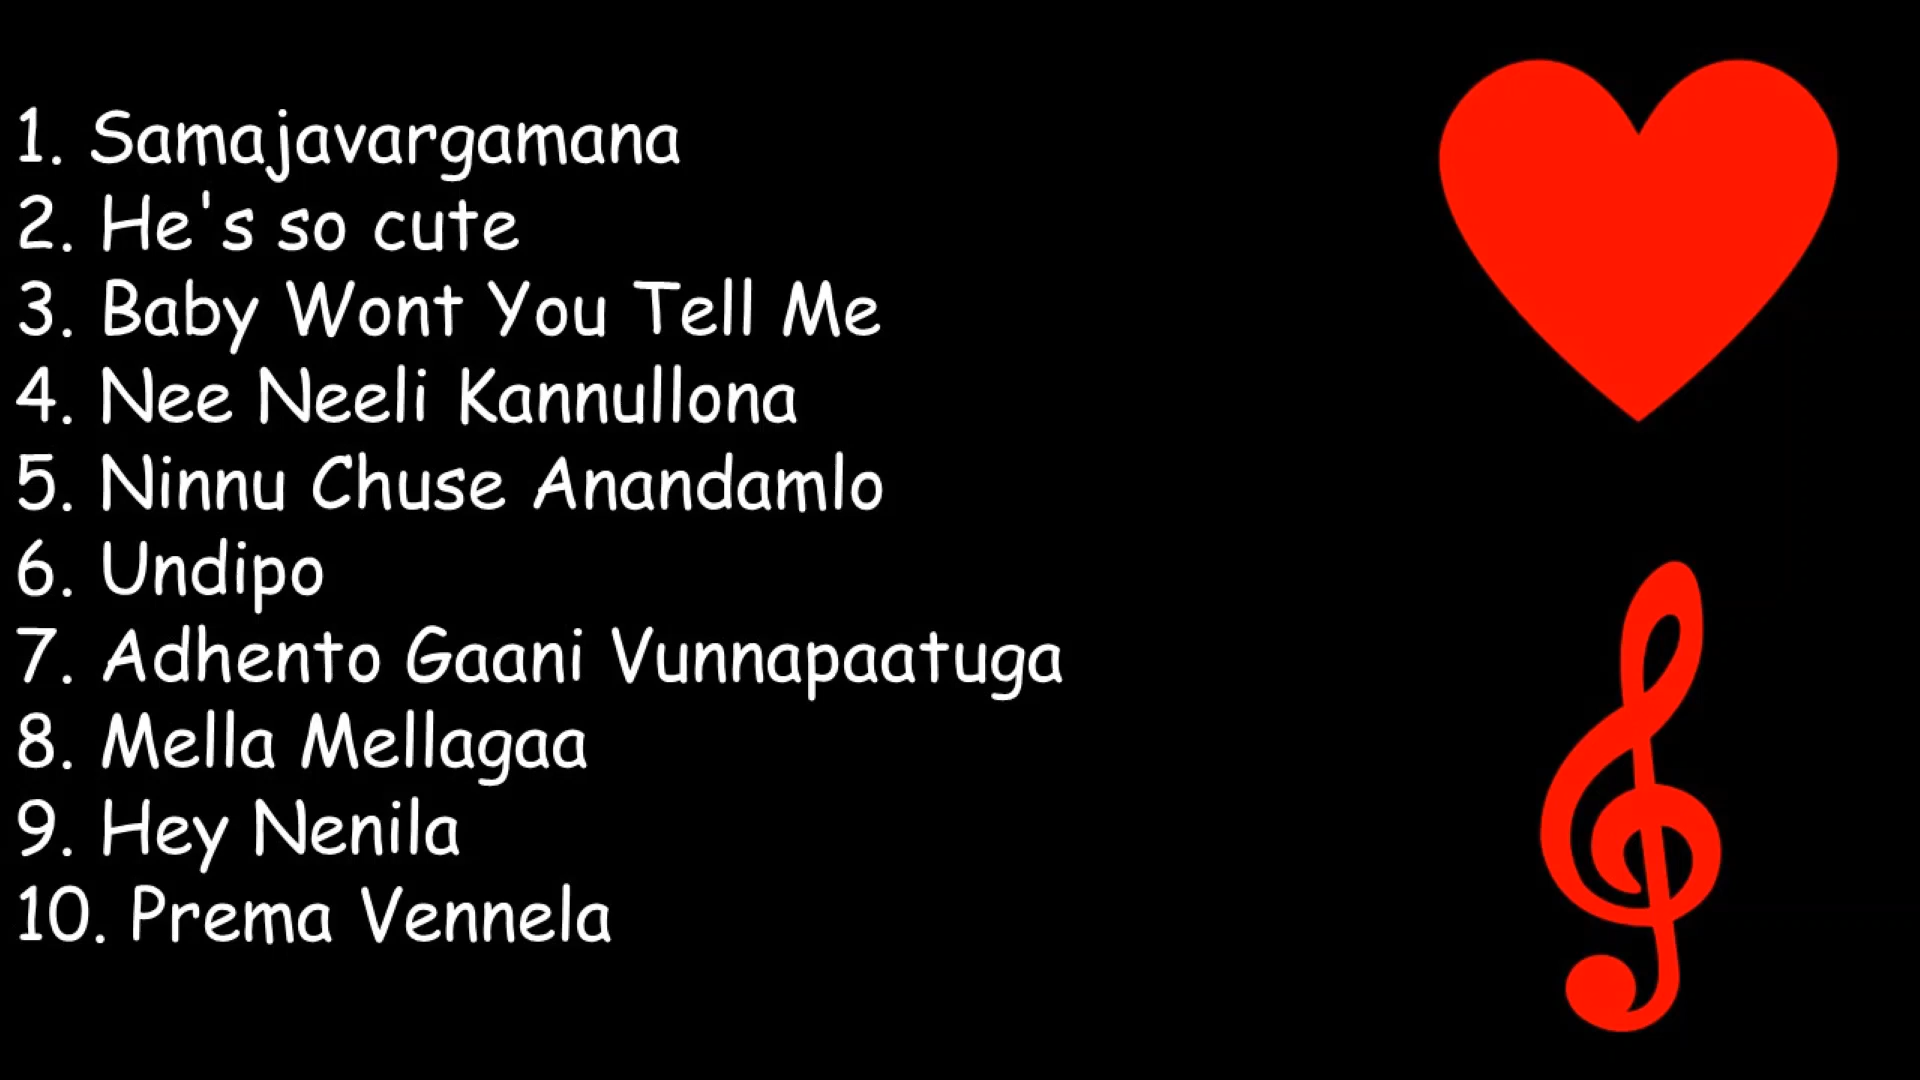 1. Samajavargamana
2. He's so cute
3. Baby Wont You Tell Me
4. Nee Neeli Kannullona
5. Ninnu Chuse Anandamlo
6. Undipo
7. Adhento Gaani Vunnapaatuga
8. Mella Mellagaa
9. Hey Nenila
10. Prema Vennela